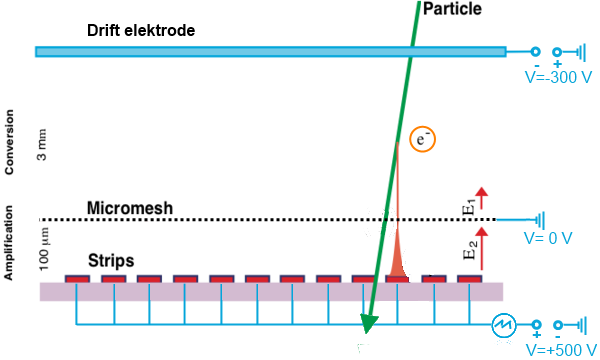 Particle
Drift elektrode
- +
V=-300 V
Conversion
3 mm
e-
Micromesh
E1
V= 0 V
Amplification
100 µm
E2
Strips
+ -
V=+500 V